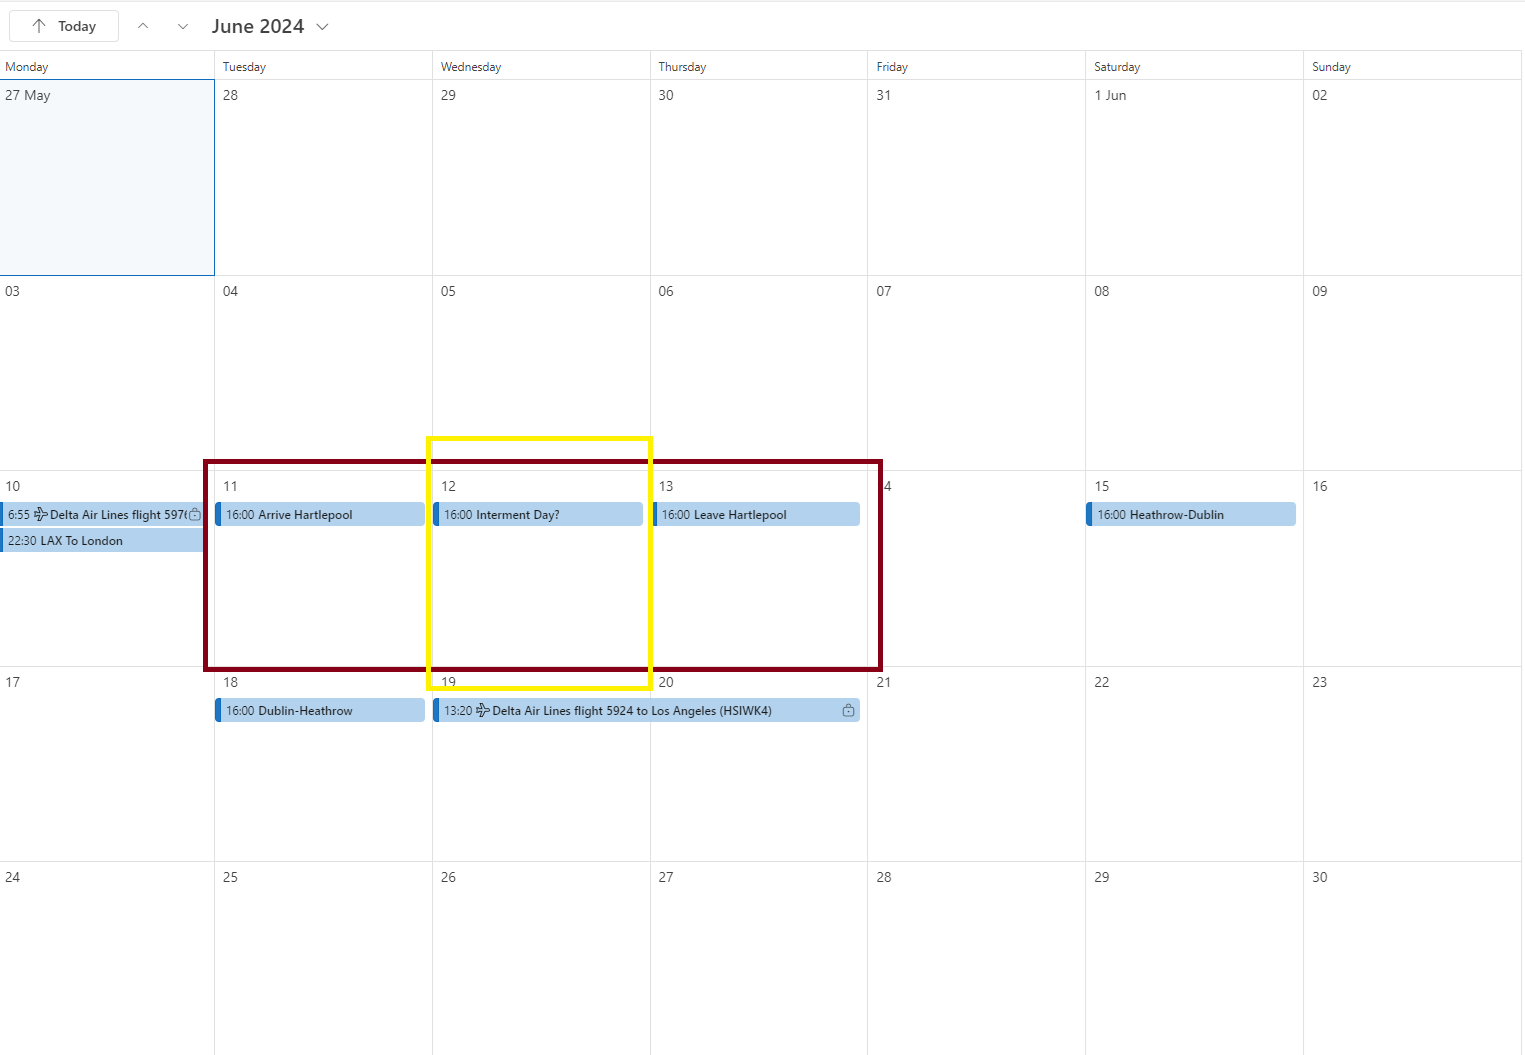 Today June 2024
Monday Tuesday Wednesday Thursday Friday Saturday Sunday
27 May 28 29 30 31 1 Jun 02
03 04 05 06 07 08 09
10 11 12 13 4 15 16
6:55 Delta Air Lines flight 597 16:00 Arrive Hartlepool 16:00 Interment Day? 16:00 Leave Hartlepool 16:00 Heathrow-Dublin
22:30 LAX To London
17 18 19 20 21 22 23
16:00 Dublin-Heathrow 13:20 Delta Air Lines flight 5924 to Los Angeles (HSIWK4)
24 25 26 27 28 29 30